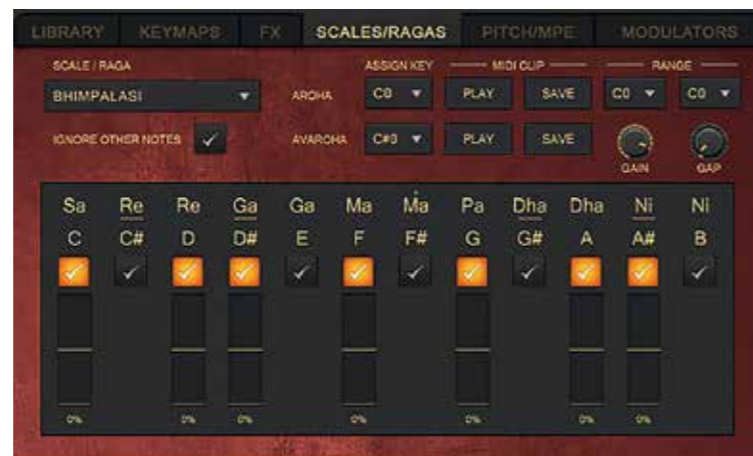 LIBRARY KEYMAPS FX SCALES/RAGAS PITCH/MPE MODULATORS
SCALE / RAGA ASSIGN KEY MIDI CLIP RANGE
BHIMPALASI AROHA C0 PLAY SAVE C0 C0
IGNORE OTHER NOTES AVAROHA C#0 PLAY SAVE
GAIN GAP
Sa Re Re Ga Ga Ma Ma Pa Dha Dha Ni Ni
C C# D D# E F F# G G# A A# B
0% 0% 0% 0% 0% 0% 0%